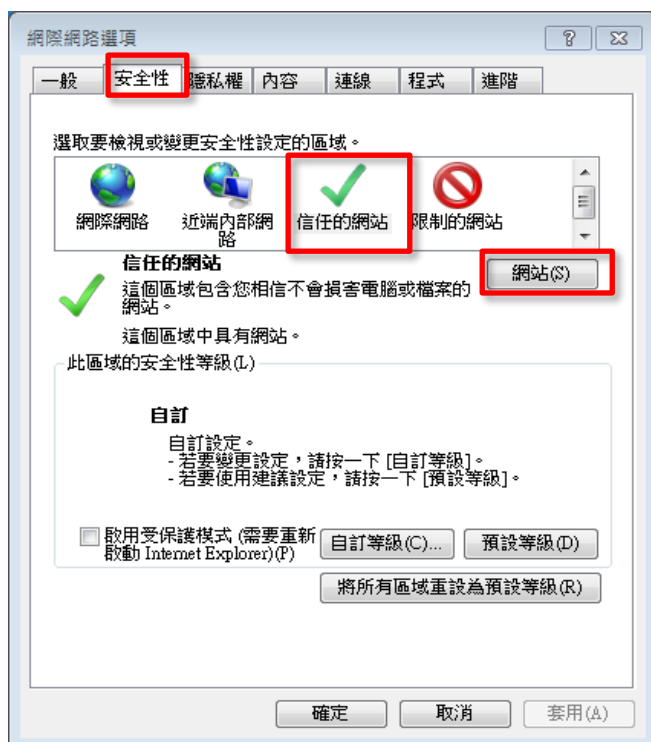 網際網路選項
一般 安全性 隱私權 內容 連線 程式 進階
選取要檢視或變更安全性設定的區域。
網際網路 近端內部網路 信任的網站 限制的網站
信任的網站
網站(S)
這個區域包含您相信不會損害電腦或檔案的
網站。
這個區域中具有網站。
此區域的安全性等級(L)
自訂
自訂設定。
- 若要變更設定，請按一下 [自訂等級]。
- 若要使用建議設定，請按一下 [預設等級]。
啟用受保護模式 (需要重新
啟動 Internet Explorer)(P)
自訂等級(C)... 預設等級(D)
將所有區域重設為預設等級(R)
確定 取消 套用(A)